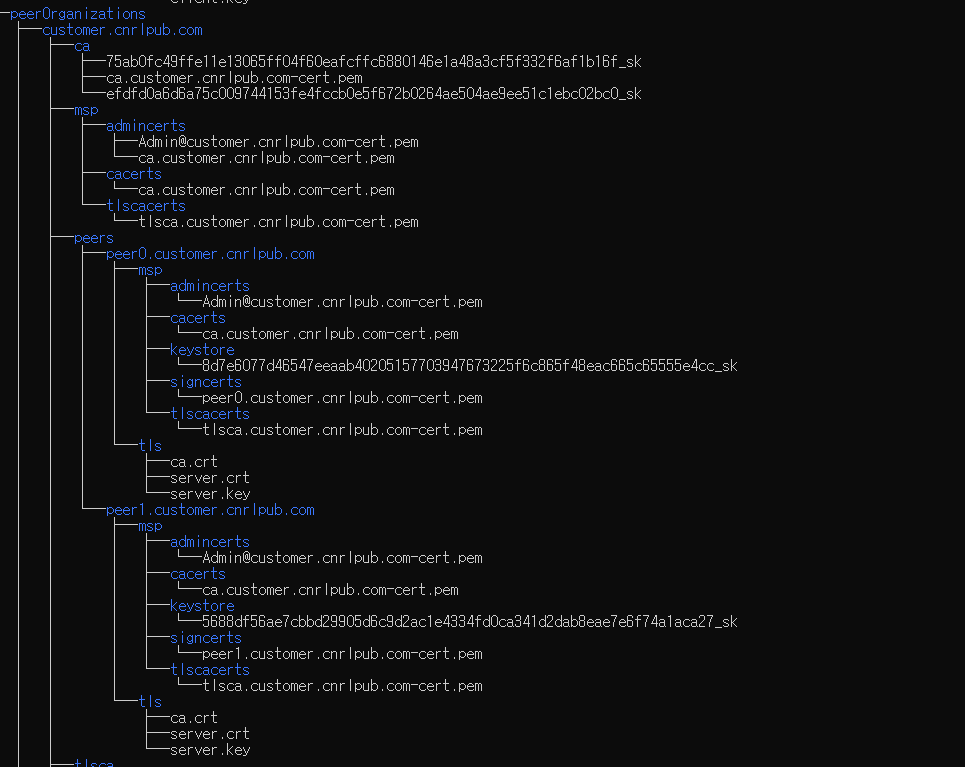 peerOrganizations
customer.cnrlpub.com
ca
75ab0fc49ffe11e13065ff04f60eafcffc6880146e1a48a3cf5f332f6af1b16f_sk
ca.customer.cnrlpub.com-cert.pem
efdfd0a6d6a75c009744153fe4fccb0e5f672b0264ae504ae9ee51c1ebc02bc0_sk
msp
admincerts
Admin@customer.cnrlpub.com-cert.pem
ca.customer.cnrlpub.com-cert.pem
cacerts
ca.customer.cnrlpub.com-cert.pem
tlscacerts
tlsca.customer.cnrlpub.com-cert.pem
peers
peer0.customer.cnrlpub.com
msp
admincerts
Admin@customer.cnrlpub.com-cert.pem
cacerts
ca.customer.cnrlpub.com-cert.pem
keystore
8d7e6077d46547eeaab40205157703947673225f6c865f48eac665c65555e4cc_sk
signcerts
peer0.customer.cnrlpub.com-cert.pem
tlscacerts
tlsca.customer.cnrlpub.com-cert.pem
tls
ca.crt
server.crt
server.key
peer1.customer.cnrlpub.com
msp
admincerts
Admin@customer.cnrlpub.com-cert.pem
cacerts
ca.customer.cnrlpub.com-cert.pem
keystore
5688df56ae7cbbd29905d6c9d2ac1e4334fd0ca341d2dab8eae7e6f74a1aca27_sk
signcerts
peer1.customer.cnrlpub.com-cert.pem
tlscacerts
tlsca.customer.cnrlpub.com-cert.pem
tls
ca.crt
server.crt
server.key
tlsca